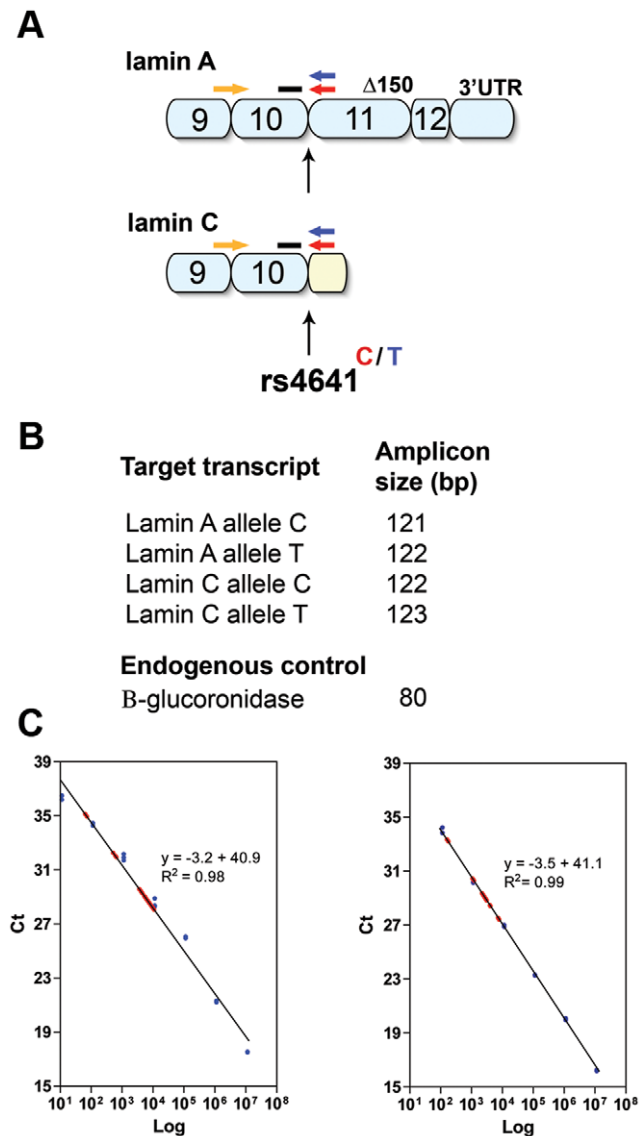 A
lamin A
Δ150
3'UTR
9 10 11 12
lamin C
9 10
rs4641 C/T
B
Target transcript Amplicon size (bp)
Lamin A allele C 121
Lamin A allele T 122
Lamin C allele C 122
Lamin C allele T 123
Endogenous control
B-glucoronidase 80
C
39
35
31
27
23
19
15
Ct
y = -3.2 + 40.9
R² = 0.98
10¹ 10² 10³ 10⁴ 10⁵ 10⁶ 10⁷ 10⁸
Log
39
35
31
27
23
19
15
Ct
y = -3.5 + 41.1
R² = 0.99
10¹ 10² 10³ 10⁴ 10⁵ 10⁶ 10⁷ 10⁸
Log